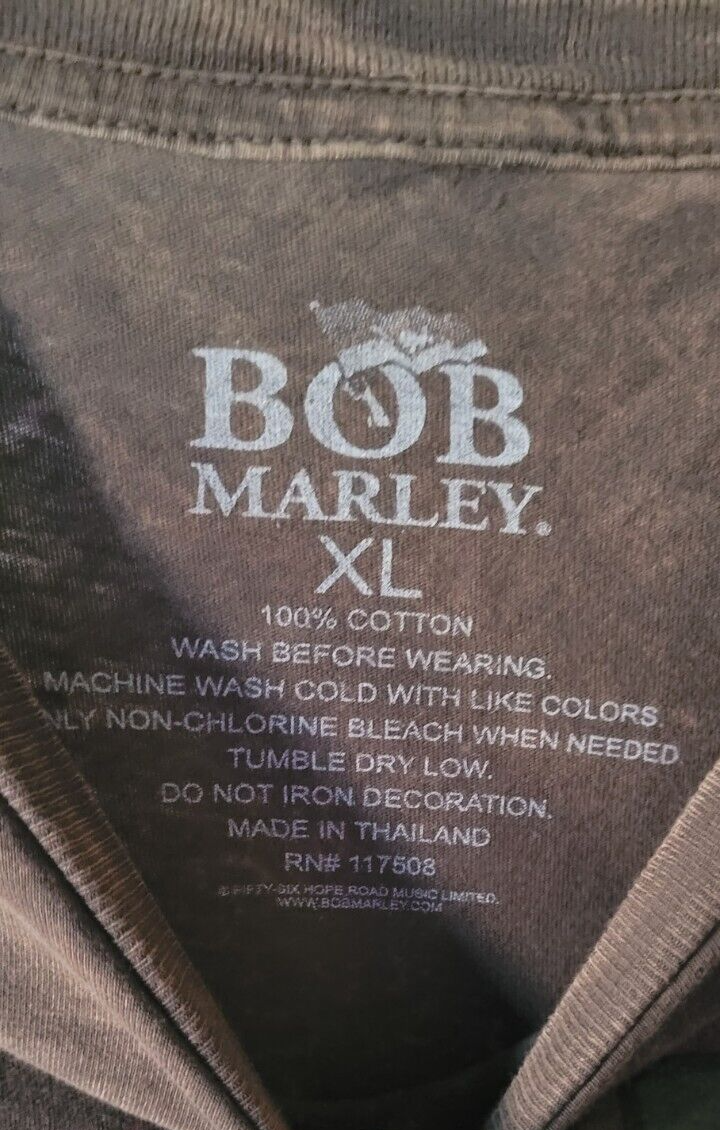 BOB
MARLEY.
XL
100% COTTON
WASH BEFORE WEARING.
MACHINE WASH COLD WITH LIKE COLORS.
NLY NON-CHLORINE BLEACH WHEN NEEDED
TUMBLE DRY LOW.
DO NOT IRON DECORATION.
MADE IN THAILAND
RN# 117508
© FIFTY-SIX HOPE ROAD MUSIC LIMITED.
WWW.BOBMARLEY.COM